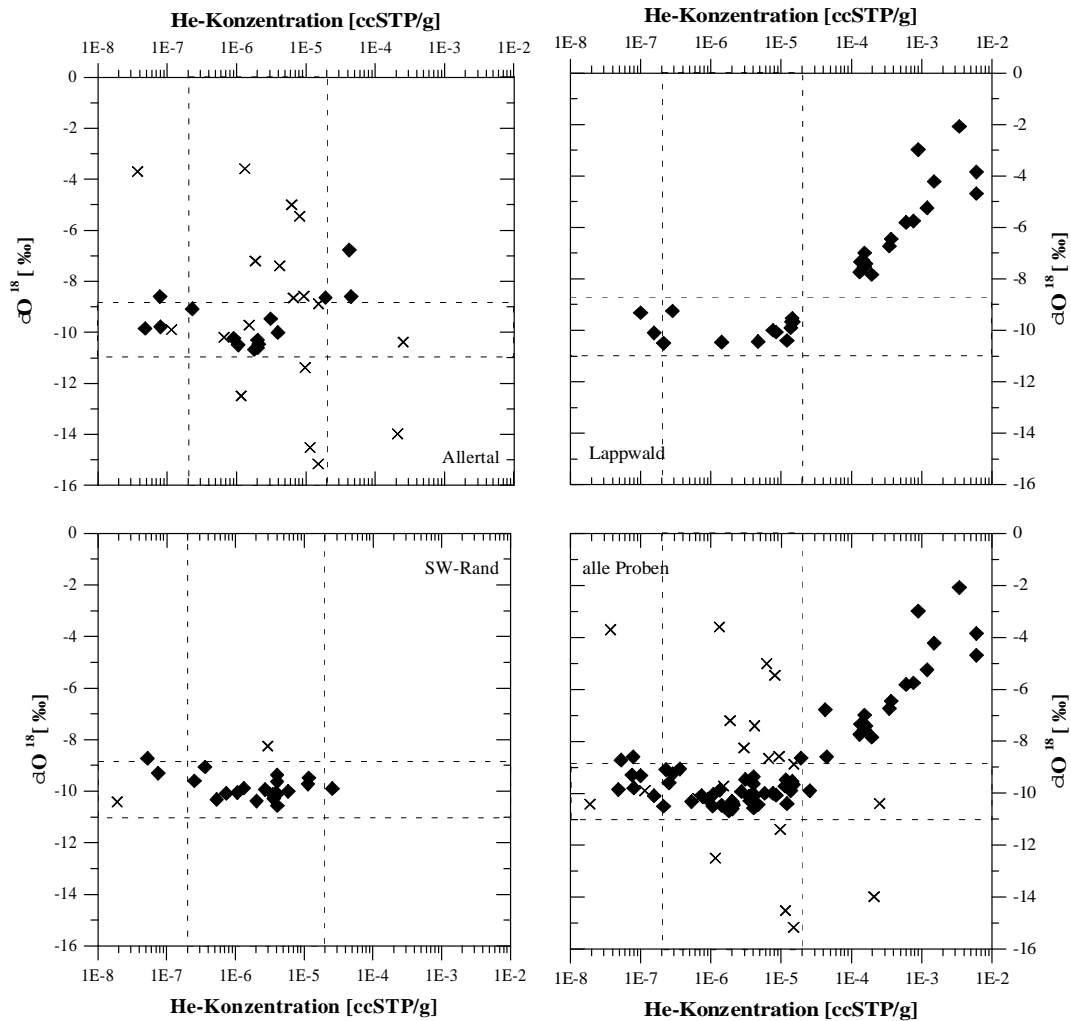 He-Konzentration [ccSTP/g]
1E-8 1E-7 1E-6 1E-5 1E-4 1E-3 1E-2
0
-2
-4
-6
-8
-10
-12
-14
-16
∂O 18 [ ‰]
Allertal
He-Konzentration [ccSTP/g]
1E-8 1E-7 1E-6 1E-5 1E-4 1E-3 1E-2
0
-2
-4
-6
-8
-10
-12
-14
-16
∂O 18 [ ‰]
Lappwald
0
-2
-4
-6
-8
-10
-12
-14
-16
∂O 18 [ ‰]
SW-Rand
1E-8 1E-7 1E-6 1E-5 1E-4 1E-3 1E-2
He-Konzentration [ccSTP/g]
alle Proben
0
-2
-4
-6
-8
-10
-12
-14
-16
∂O 18 [ ‰]
1E-8 1E-7 1E-6 1E-5 1E-4 1E-3 1E-2
He-Konzentration [ccSTP/g]